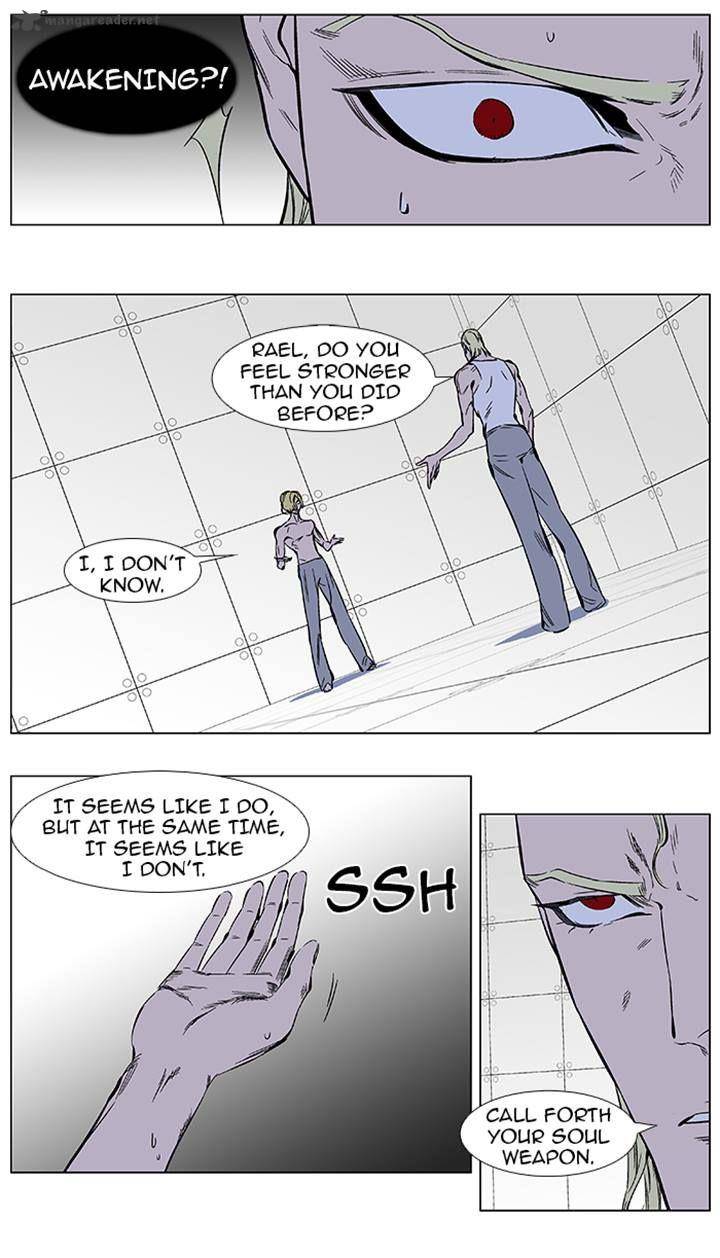 mangareader.net
AWAKENING?!
RAEL, DO YOU
FEEL STRONGER
THAN YOU DID
BEFORE?
I, I DON'T
KNOW.
IT SEEMS LIKE I DO,
BUT AT THE SAME TIME,
IT SEEMS LIKE
I DON'T.
SSH
CALL FORTH
YOUR SOUL
WEAPON.